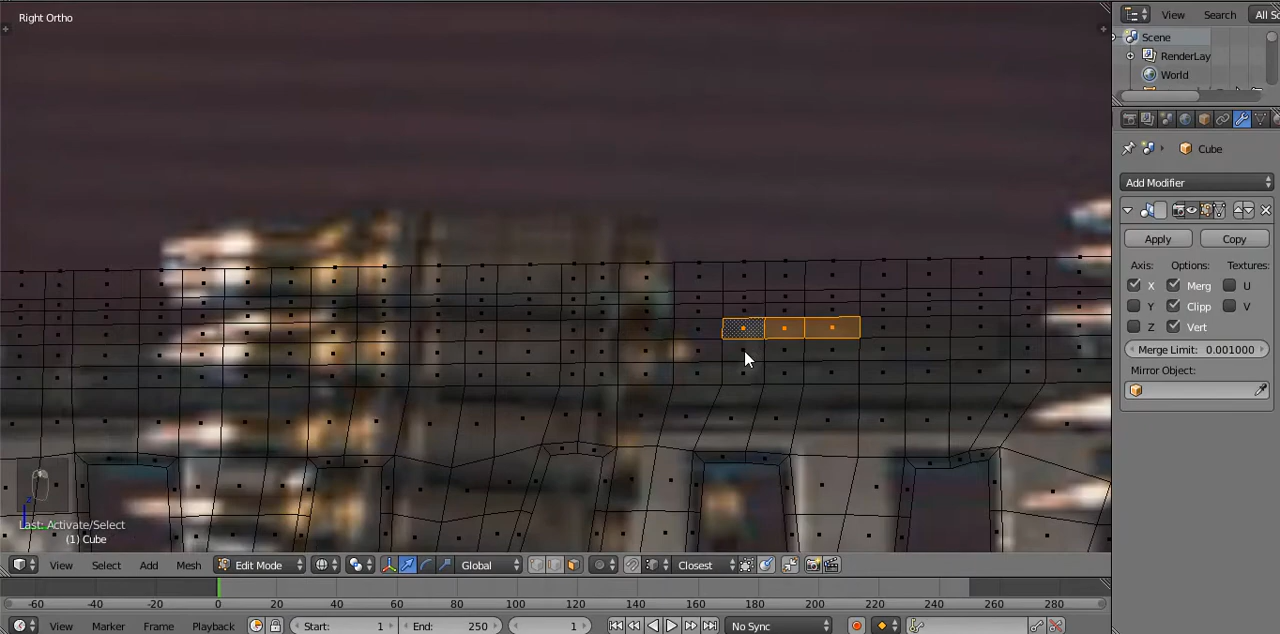 Right Ortho
View Search All Sc
Scene
RenderLay
World
Cube
Add Modifier
Apply Copy
Axis: Options: Textures:
X Merg U
Y Clipp V
Z Vert
Merge Limit: 0.001000
Mirror Object:
Last: Activate/Select
(1) Cube
View Select Add Mesh Edit Mode Global Closest
-60 -40 -20 0 20 40 60 80 100 120 140 160 180 200 220 240 260 280
View Marker Frame Playback Start: 1 End: 250 1 No Sync